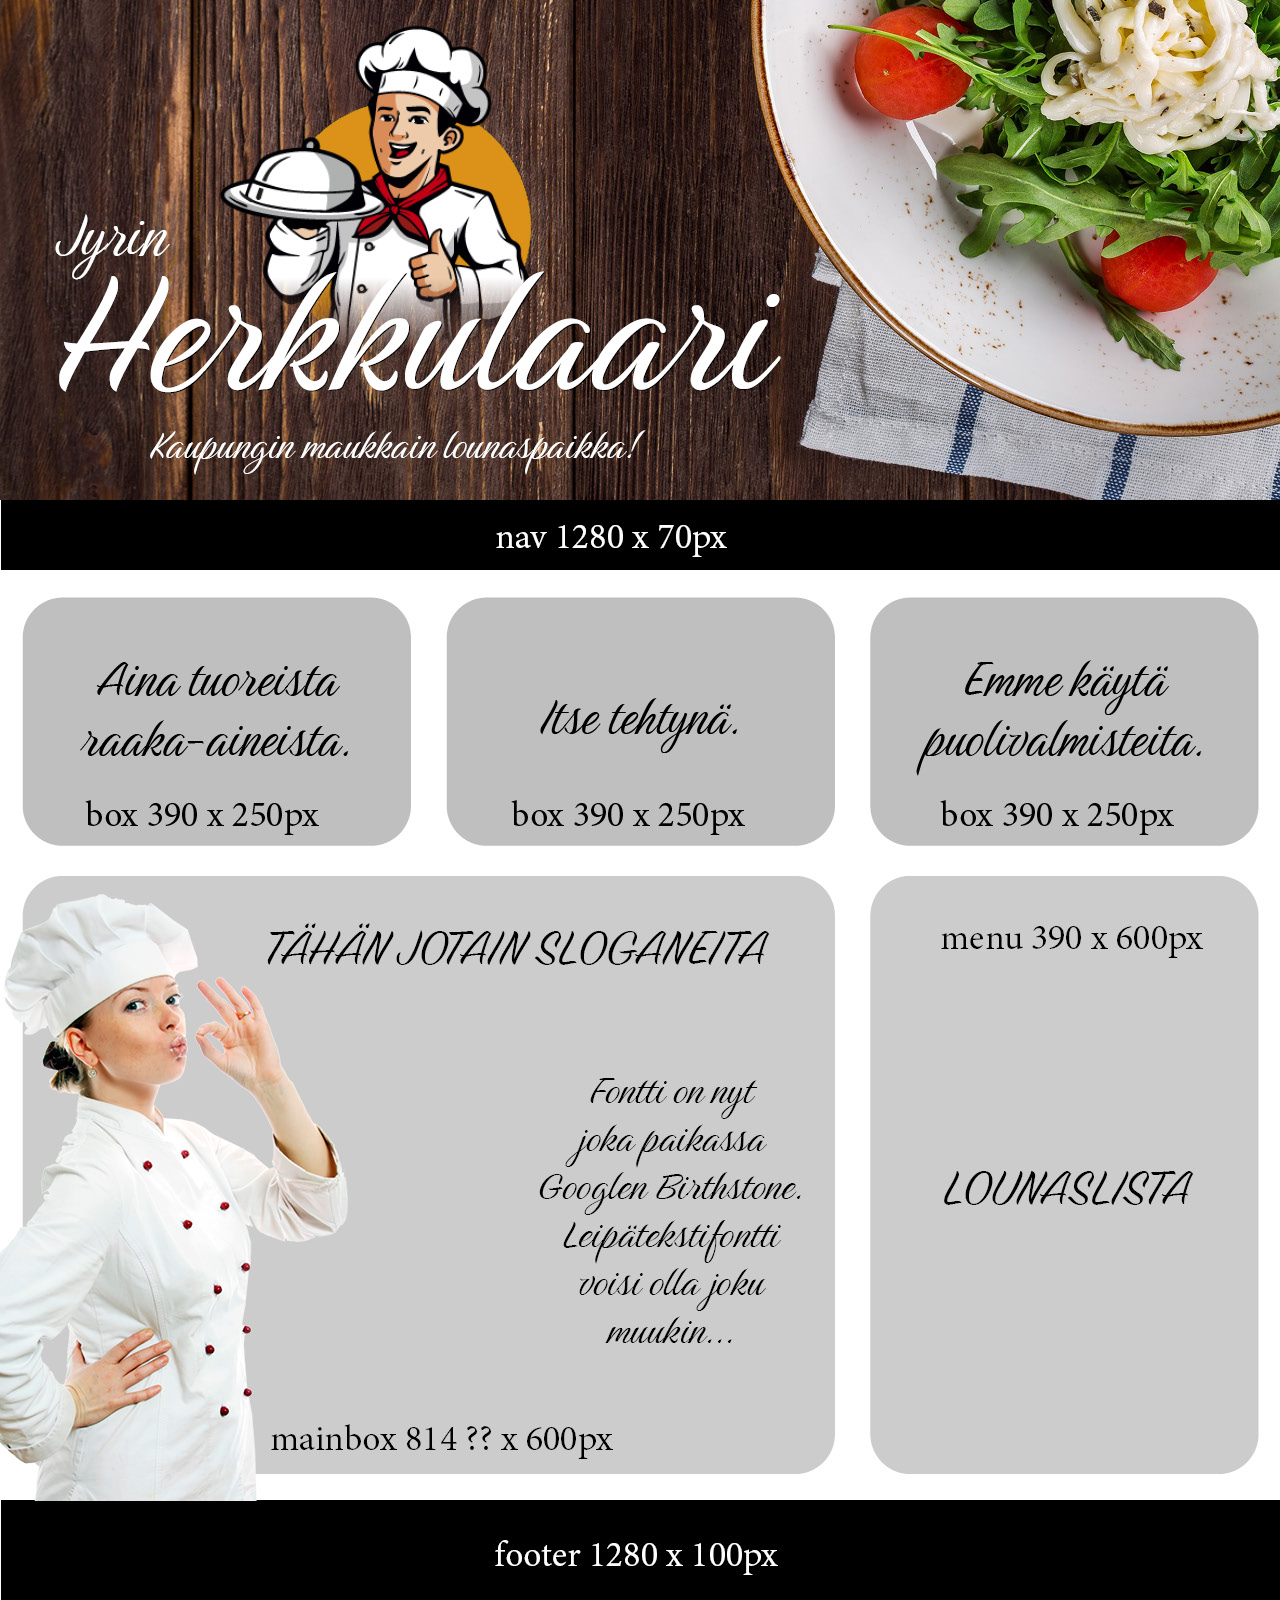 Jyrin
Herkkulaari
Kaupungin maukkain lounaspaikka!
nav 1280 x 70px
Aina tuoreista
raaka-aineista.
box 390 x 250px
Itse tehtynä.
box 390 x 250px
Emme käytä
puolivalmisteita.
box 390 x 250px
TÄHÄN JOTAIN SLOGANEITA
Fontti on nyt
joka paikassa
Googlen Birthstone.
Leipätekstifontti
voisi olla joku
muukin...
mainbox 814 ?? x 600px
menu 390 x 600px
LOUNASLISTA
footer 1280 x 100px